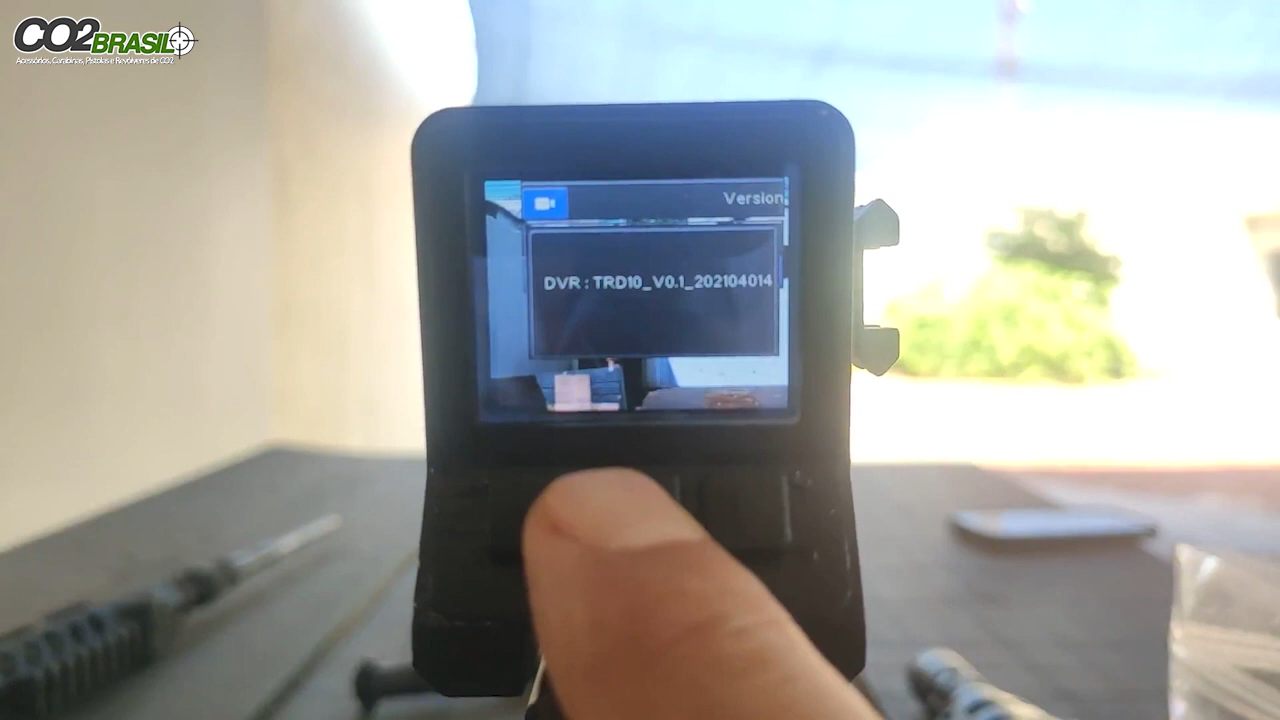 CO2BRASIL
Acessórios, Carabinas, Pistolas e Revólveres de CO2
Version
DVR : TRD10_V0.1_202104014